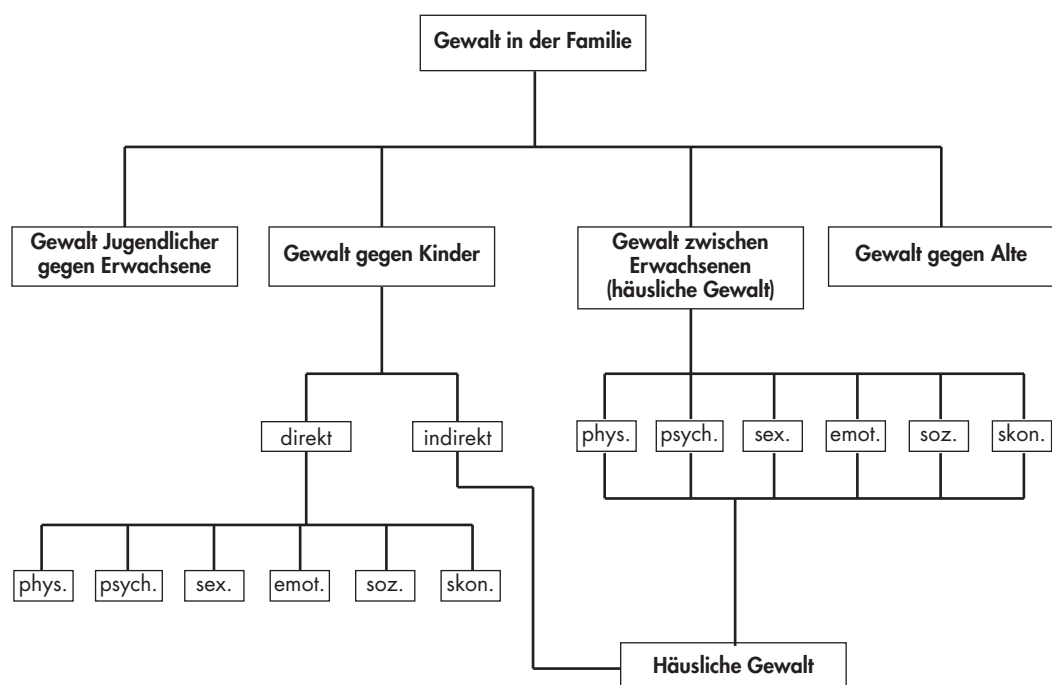 Gewalt in der Familie
Gewalt Jugendlicher
gegen Erwachsene
Gewalt gegen Kinder
Gewalt zwischen
Erwachsenen
(häusliche Gewalt)
Gewalt gegen Alte
direkt
indirekt
phys.
psych.
sex.
emot.
soz.
skon.
phys.
psych.
sex.
emot.
soz.
skon.
Häusliche Gewalt